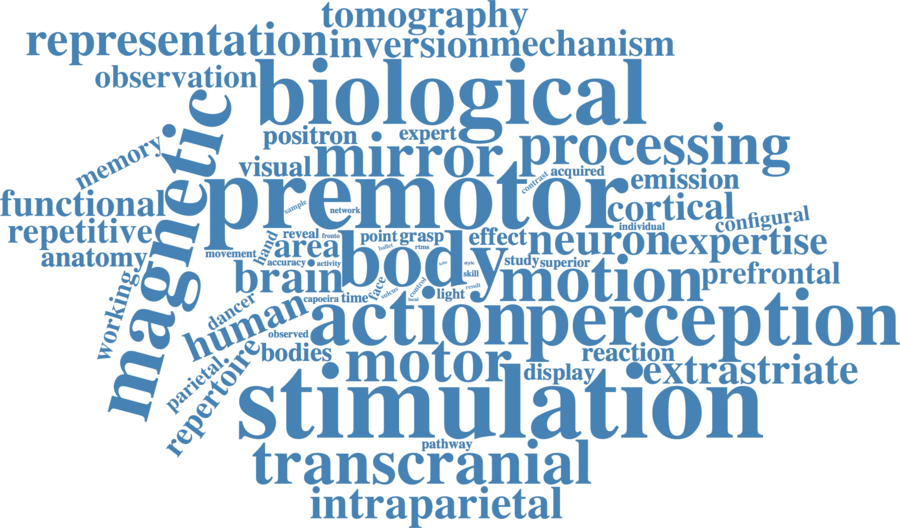 tomography
representation
inversion
mechanism
observation
biological
positron
expert
processing
memory
magnetic
visual
mirror
contrast
acquired
emission
functional
premotor
sample
network
cortical
individual
configural
repetitive
reveal
fronto
point
grasp
effect
neuron
expertise
anatomy
movement
hand
area
ballet
rtms
study
superior
accuracy
activity
body
style
skill
brain
motion
prefrontal
working
face
sulcus
control
light
result
dancer
capoeira
time
human
action
perception
observed
bodies
motor
reaction
parietal
repertoire
display
extrastriate
stimulation
pathway
transcranial
intraparietal